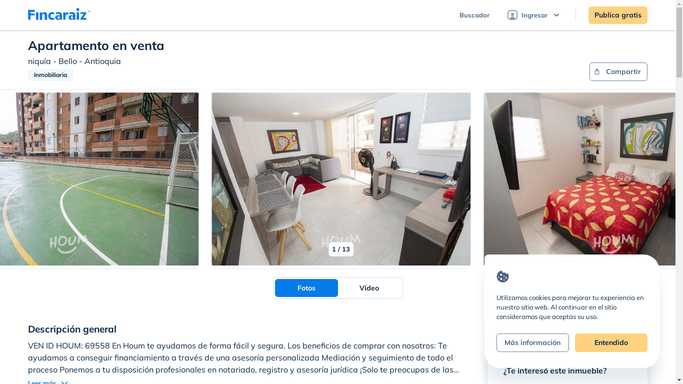 Fincaraiz
Buscador
Ingresar
Publica gratis
Apartamento en venta
niquía - Bello - Antioquia
Inmobiliaria
Compartir
HOUM
HOUM
HOUM
1 / 13
Fotos
Video
Descripción general
VEN ID HOUM: 69558 En Houm te ayudamos de forma fácil y segura. Los beneficios de comprar con nosotros: Te
ayudamos a conseguir financiamiento a través de una asesoría personalizada Mediación y seguimiento de todo el
proceso Ponemos a tu disposición profesionales en notariado, registro y asesoría jurídica ¡Solo te preocupas de las...
Leer más
Utilizamos cookies para mejorar tu experiencia en
nuestro sitio web. Al continuar en el sitio
consideramos que aceptas su uso.
Más información
Entendido
¿Te interesó este inmueble?